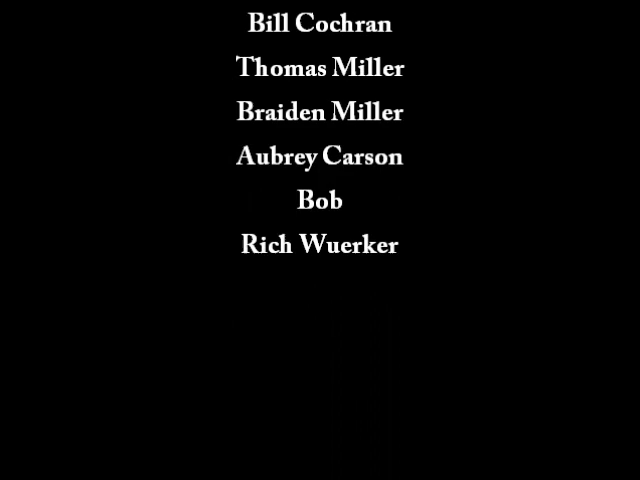 Bill Cochran
Thomas Miller
Braiden Miller
Aubrey Carson
Bob
Rich Wuerker